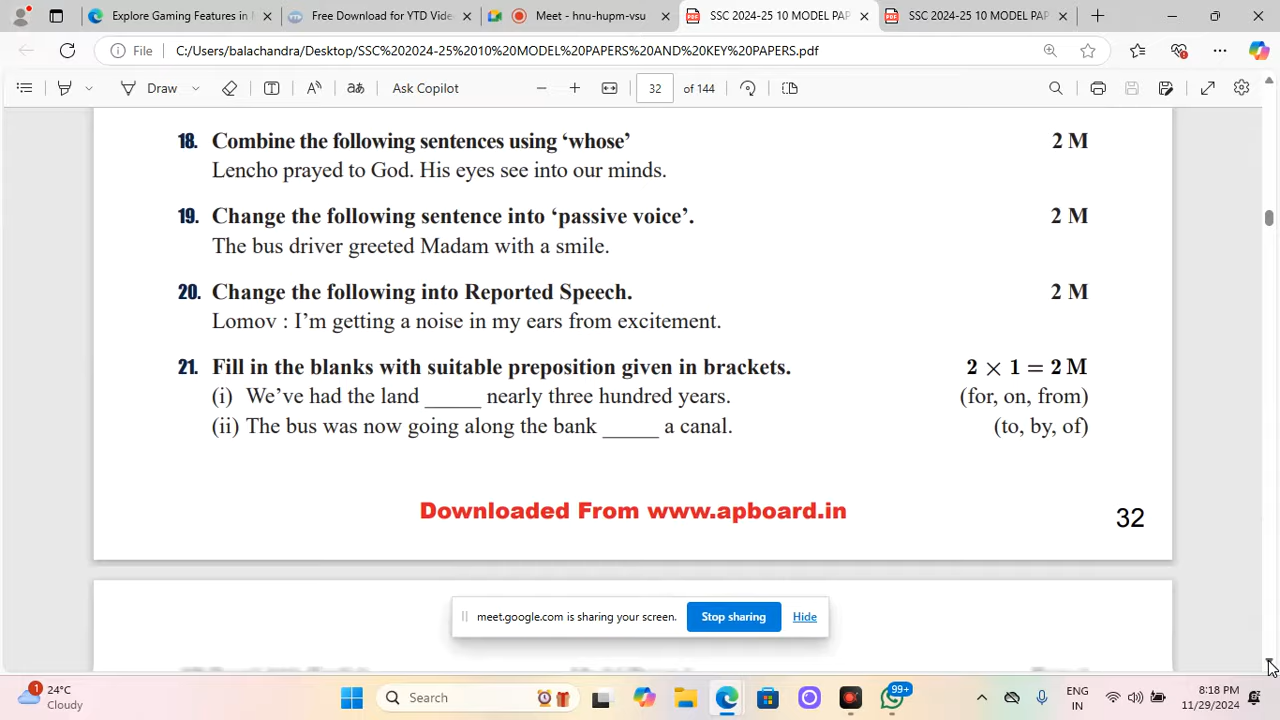 Explore Gaming Features in
Free Download for YTD Vide
Meet - hnu-hupm-vsu
SSC 2024-25 10 MODEL PAP
SSC 2024-25 10 MODEL PAP
File
C:/Users/balachandra/Desktop/SSC%202024-25%2010%20MODEL%20PAPERS%20AND%20KEY%20PAPERS.pdf
Draw
Ask Copilot
32 of 144
18. Combine the following sentences using ‘whose’ 2 M
Lencho prayed to God. His eyes see into our minds.
19. Change the following sentence into ‘passive voice’. 2 M
The bus driver greeted Madam with a smile.
20. Change the following into Reported Speech. 2 M
Lomov : I’m getting a noise in my ears from excitement.
21. Fill in the blanks with suitable preposition given in brackets. 2 × 1 = 2 M
(i) We’ve had the land _____ nearly three hundred years. (for, on, from)
(ii) The bus was now going along the bank _____ a canal. (to, by, of)
Downloaded From www.apboard.in
32
meet.google.com is sharing your screen. Stop sharing Hide
1
24°C
Cloudy
Search
99+
ENG
IN
8:18 PM
11/29/2024